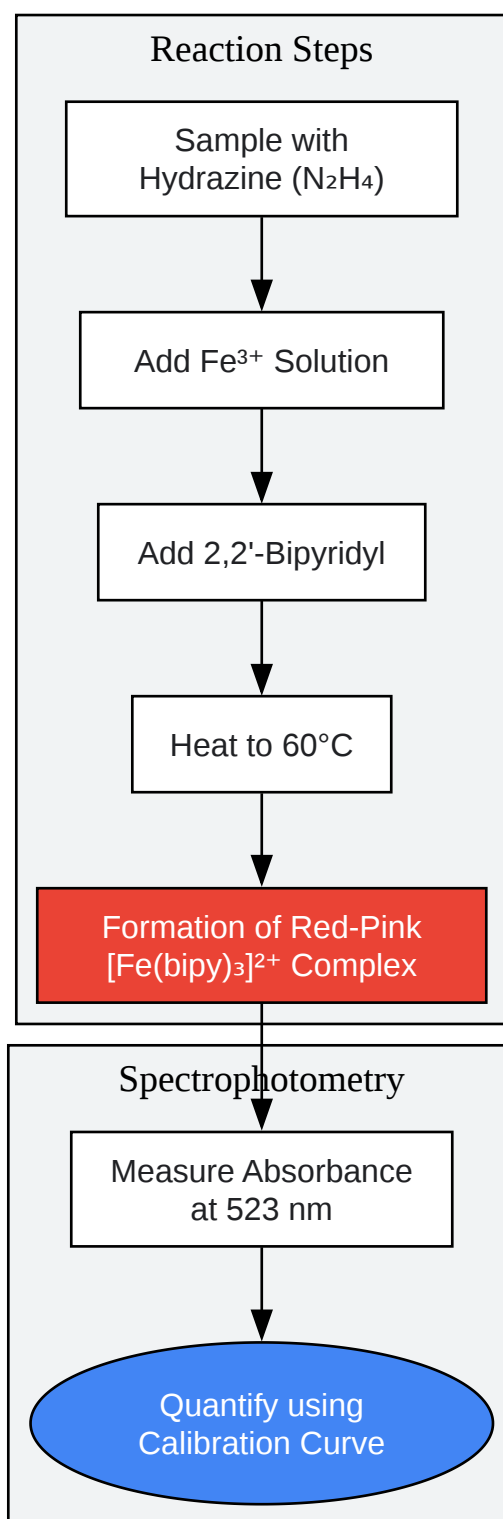 Reaction Steps
Sample with
Hydrazine (N₂H₄)
Add Fe³⁺ Solution
Add 2,2'-Bipyridyl
Heat to 60°C
Formation of Red-Pink
[Fe(bipy)₃]²⁺ Complex
Spectrophotometry
Measure Absorbance
at 523 nm
Quantify using
Calibration Curve